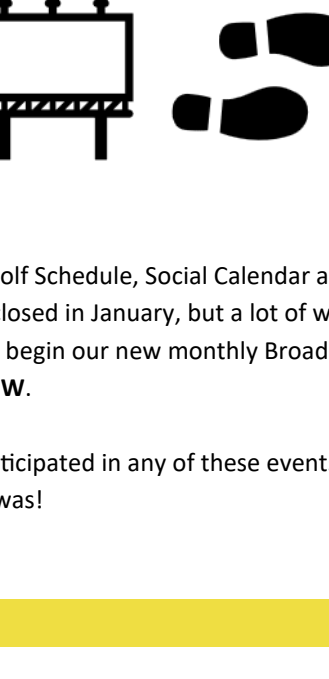 olf Schedule, Social Calendar a
losed in January, but a lot of w
begin our new monthly Broad
W.
ticipated in any of these event
was!